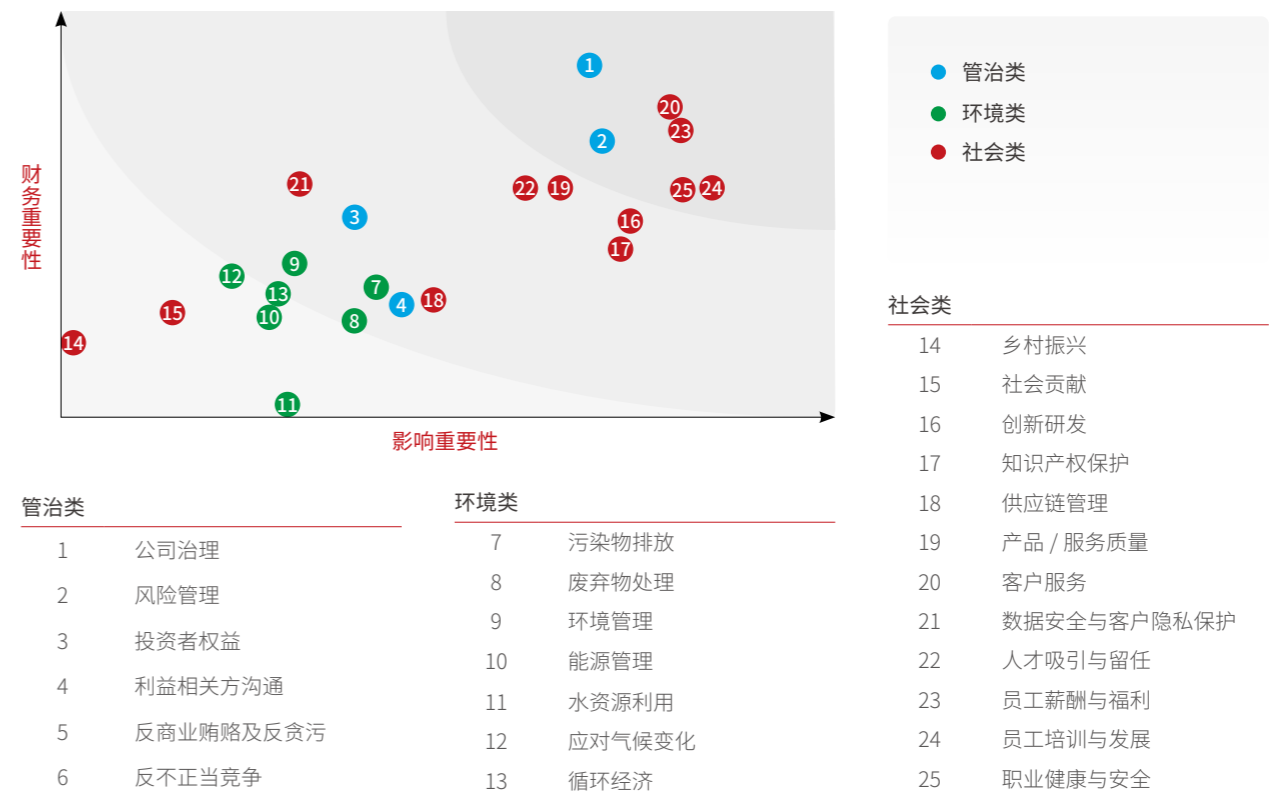 财务重要性
1
20
23
2
21
22
19
25
24
3
16
17
9
12
7
13
4
18
15
10
8
14
11
影响重要性
管治类
环境类
社会类
管治类
1 公司治理
2 风险管理
3 投资者权益
4 利益相关方沟通
5 反商业贿赂及反贪污
6 反不正当竞争
环境类
7 污染物排放
8 废弃物处理
9 环境管理
10 能源管理
11 水资源利用
12 应对气候变化
13 循环经济
社会类
14 乡村振兴
15 社会贡献
16 创新研发
17 知识产权保护
18 供应链管理
19 产品 / 服务质量
20 客户服务
21 数据安全与客户隐私保护
22 人才吸引与留任
23 员工薪酬与福利
24 员工培训与发展
25 职业健康与安全